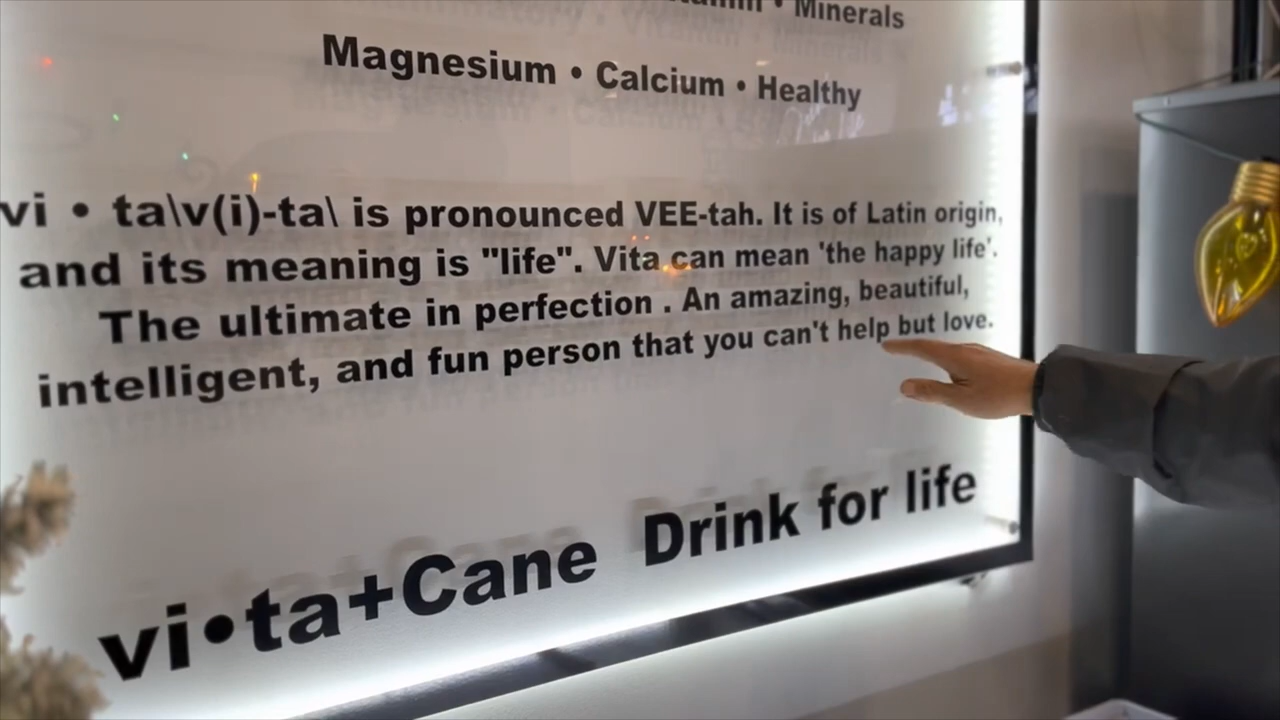 • Minerals
Magnesium • Calcium • Healthy
vi • ta\v(i)-ta\ is pronounced VEE-tah. It is of Latin origin,
and its meaning is "life". Vita can mean 'the happy life'.
The ultimate in perfection . An amazing, beautiful,
intelligent, and fun person that you can't help but love.
vi•ta+Cane Drink for life